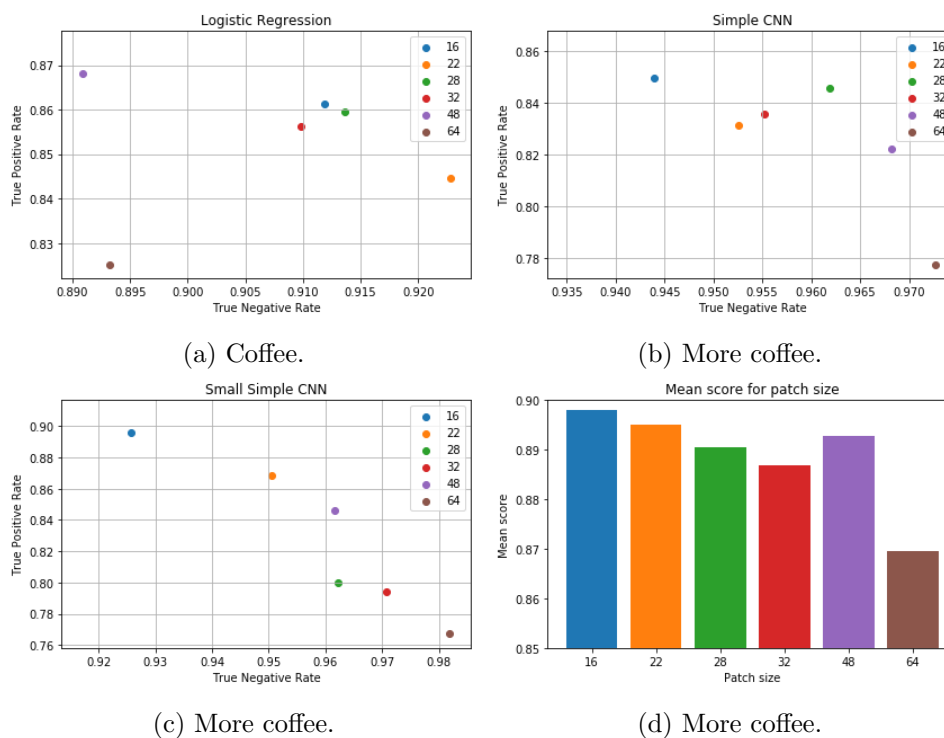 Logistic Regression
True Positive Rate
0.87
0.86
0.85
0.84
0.83
0.890 0.895 0.900 0.905 0.910 0.915 0.920
True Negative Rate
16
22
28
32
48
64
(a) Coffee.
Simple CNN
True Positive Rate
0.86
0.84
0.82
0.80
0.78
0.935 0.940 0.945 0.950 0.955 0.960 0.965 0.970
True Negative Rate
16
22
28
32
48
64
(b) More coffee.
Small Simple CNN
True Positive Rate
0.90
0.88
0.86
0.84
0.82
0.80
0.78
0.76
0.92 0.93 0.94 0.95 0.96 0.97 0.98
True Negative Rate
16
22
28
32
48
64
(c) More coffee.
Mean score for patch size
Mean score
0.90
0.89
0.88
0.87
0.86
0.85
16 22 28 32 48 64
Patch size
(d) More coffee.